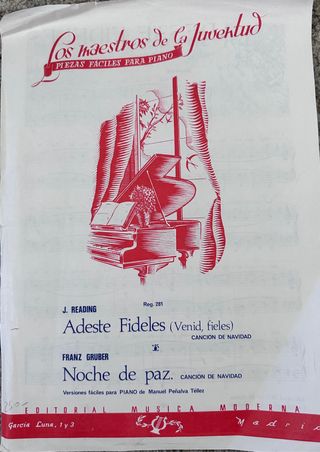 Los maestros de la Juventud
PIEZAS FÁCILES PARA PIANO
J. READING
Reg. 281
Adeste Fideles (Venid, fieles)
CANCION DE NAVIDAD
FRANZ GRUBER
Noche de paz. CANCION DE NAVIDAD
Versiones fáciles para PIANO de Manuel Peñalva Téllez
EDITORIAL MUSICA MODERNA
García Luna, 1 y 3
Madrid